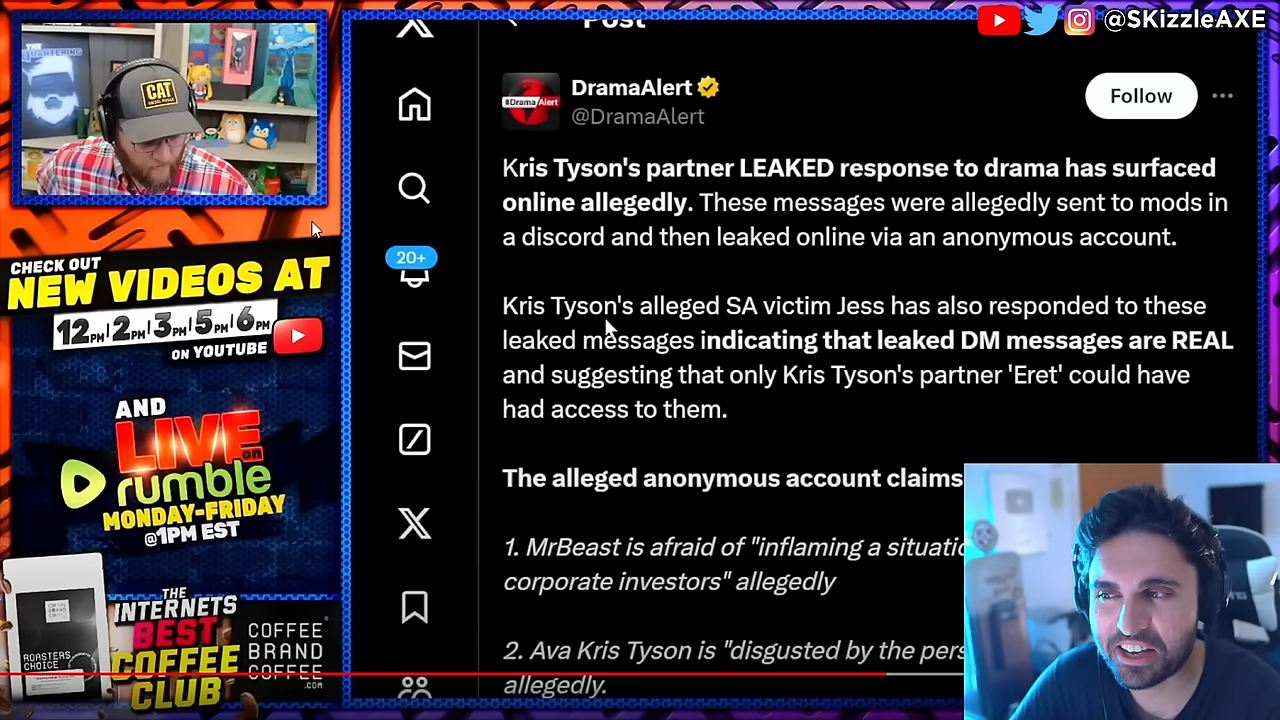 @SKizzleAXE
Post
THE
QUARTERING
CAT
DramaAlert
@DramaAlert
#DramaAlert
Follow
Kris Tyson's partner LEAKED response to drama has surfaced
online allegedly. These messages were allegedly sent to mods in
a discord and then leaked online via an anonymous account.
20+
Kris Tyson's alleged SA victim Jess has also responded to these
leaked messages indicating that leaked DM messages are REAL
and suggesting that only Kris Tyson's partner 'Eret' could have
had access to them.
The alleged anonymous account claims
1. MrBeast is afraid of "inflaming a situatio
corporate investors" allegedly
2. Ava Kris Tyson is "disgusted by the pers
allegedly.
CHECK OUT
NEW VIDEOS AT
12PM|2PM|3PM|5PM|6PM
ON YOUTUBE
AND
LIVE on
rumble
MONDAY-FRIDAY
@1PM EST
THE
INTERNETS
BEST
COFFEE
CLUB
COFFEE
BRAND
COFFEE
.COM
ROASTERS
CHOICE